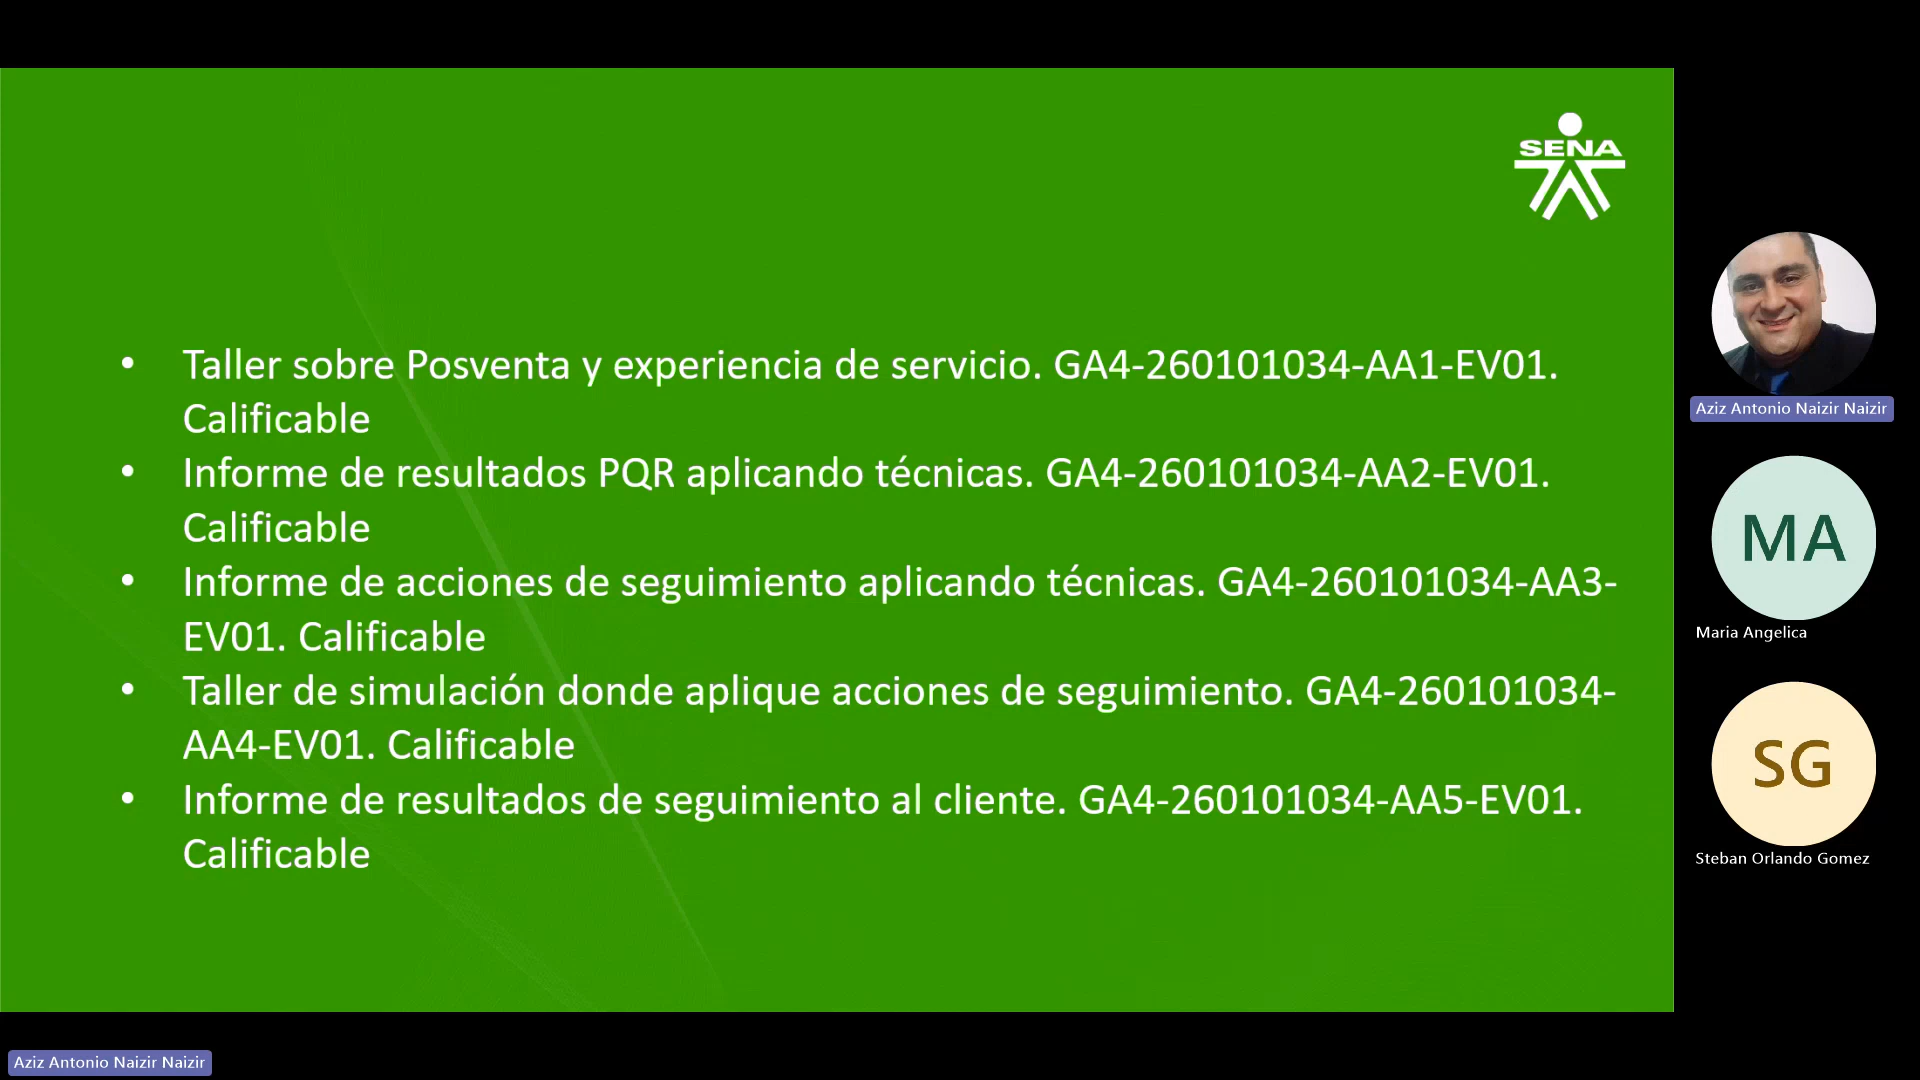 SENA
• Taller sobre Posventa y experiencia de servicio. GA4-260101034-AA1-EV01.
Calificable
• Informe de resultados PQR aplicando técnicas. GA4-260101034-AA2-EV01.
Calificable
• Informe de acciones de seguimiento aplicando técnicas. GA4-260101034-AA3-
EV01. Calificable
• Taller de simulación donde aplique acciones de seguimiento. GA4-260101034-
AA4-EV01. Calificable
• Informe de resultados de seguimiento al cliente. GA4-260101034-AA5-EV01.
Calificable
Aziz Antonio Naizir Naizir
MA
Maria Angelica
SG
Steban Orlando Gomez
Aziz Antonio Naizir Naizir